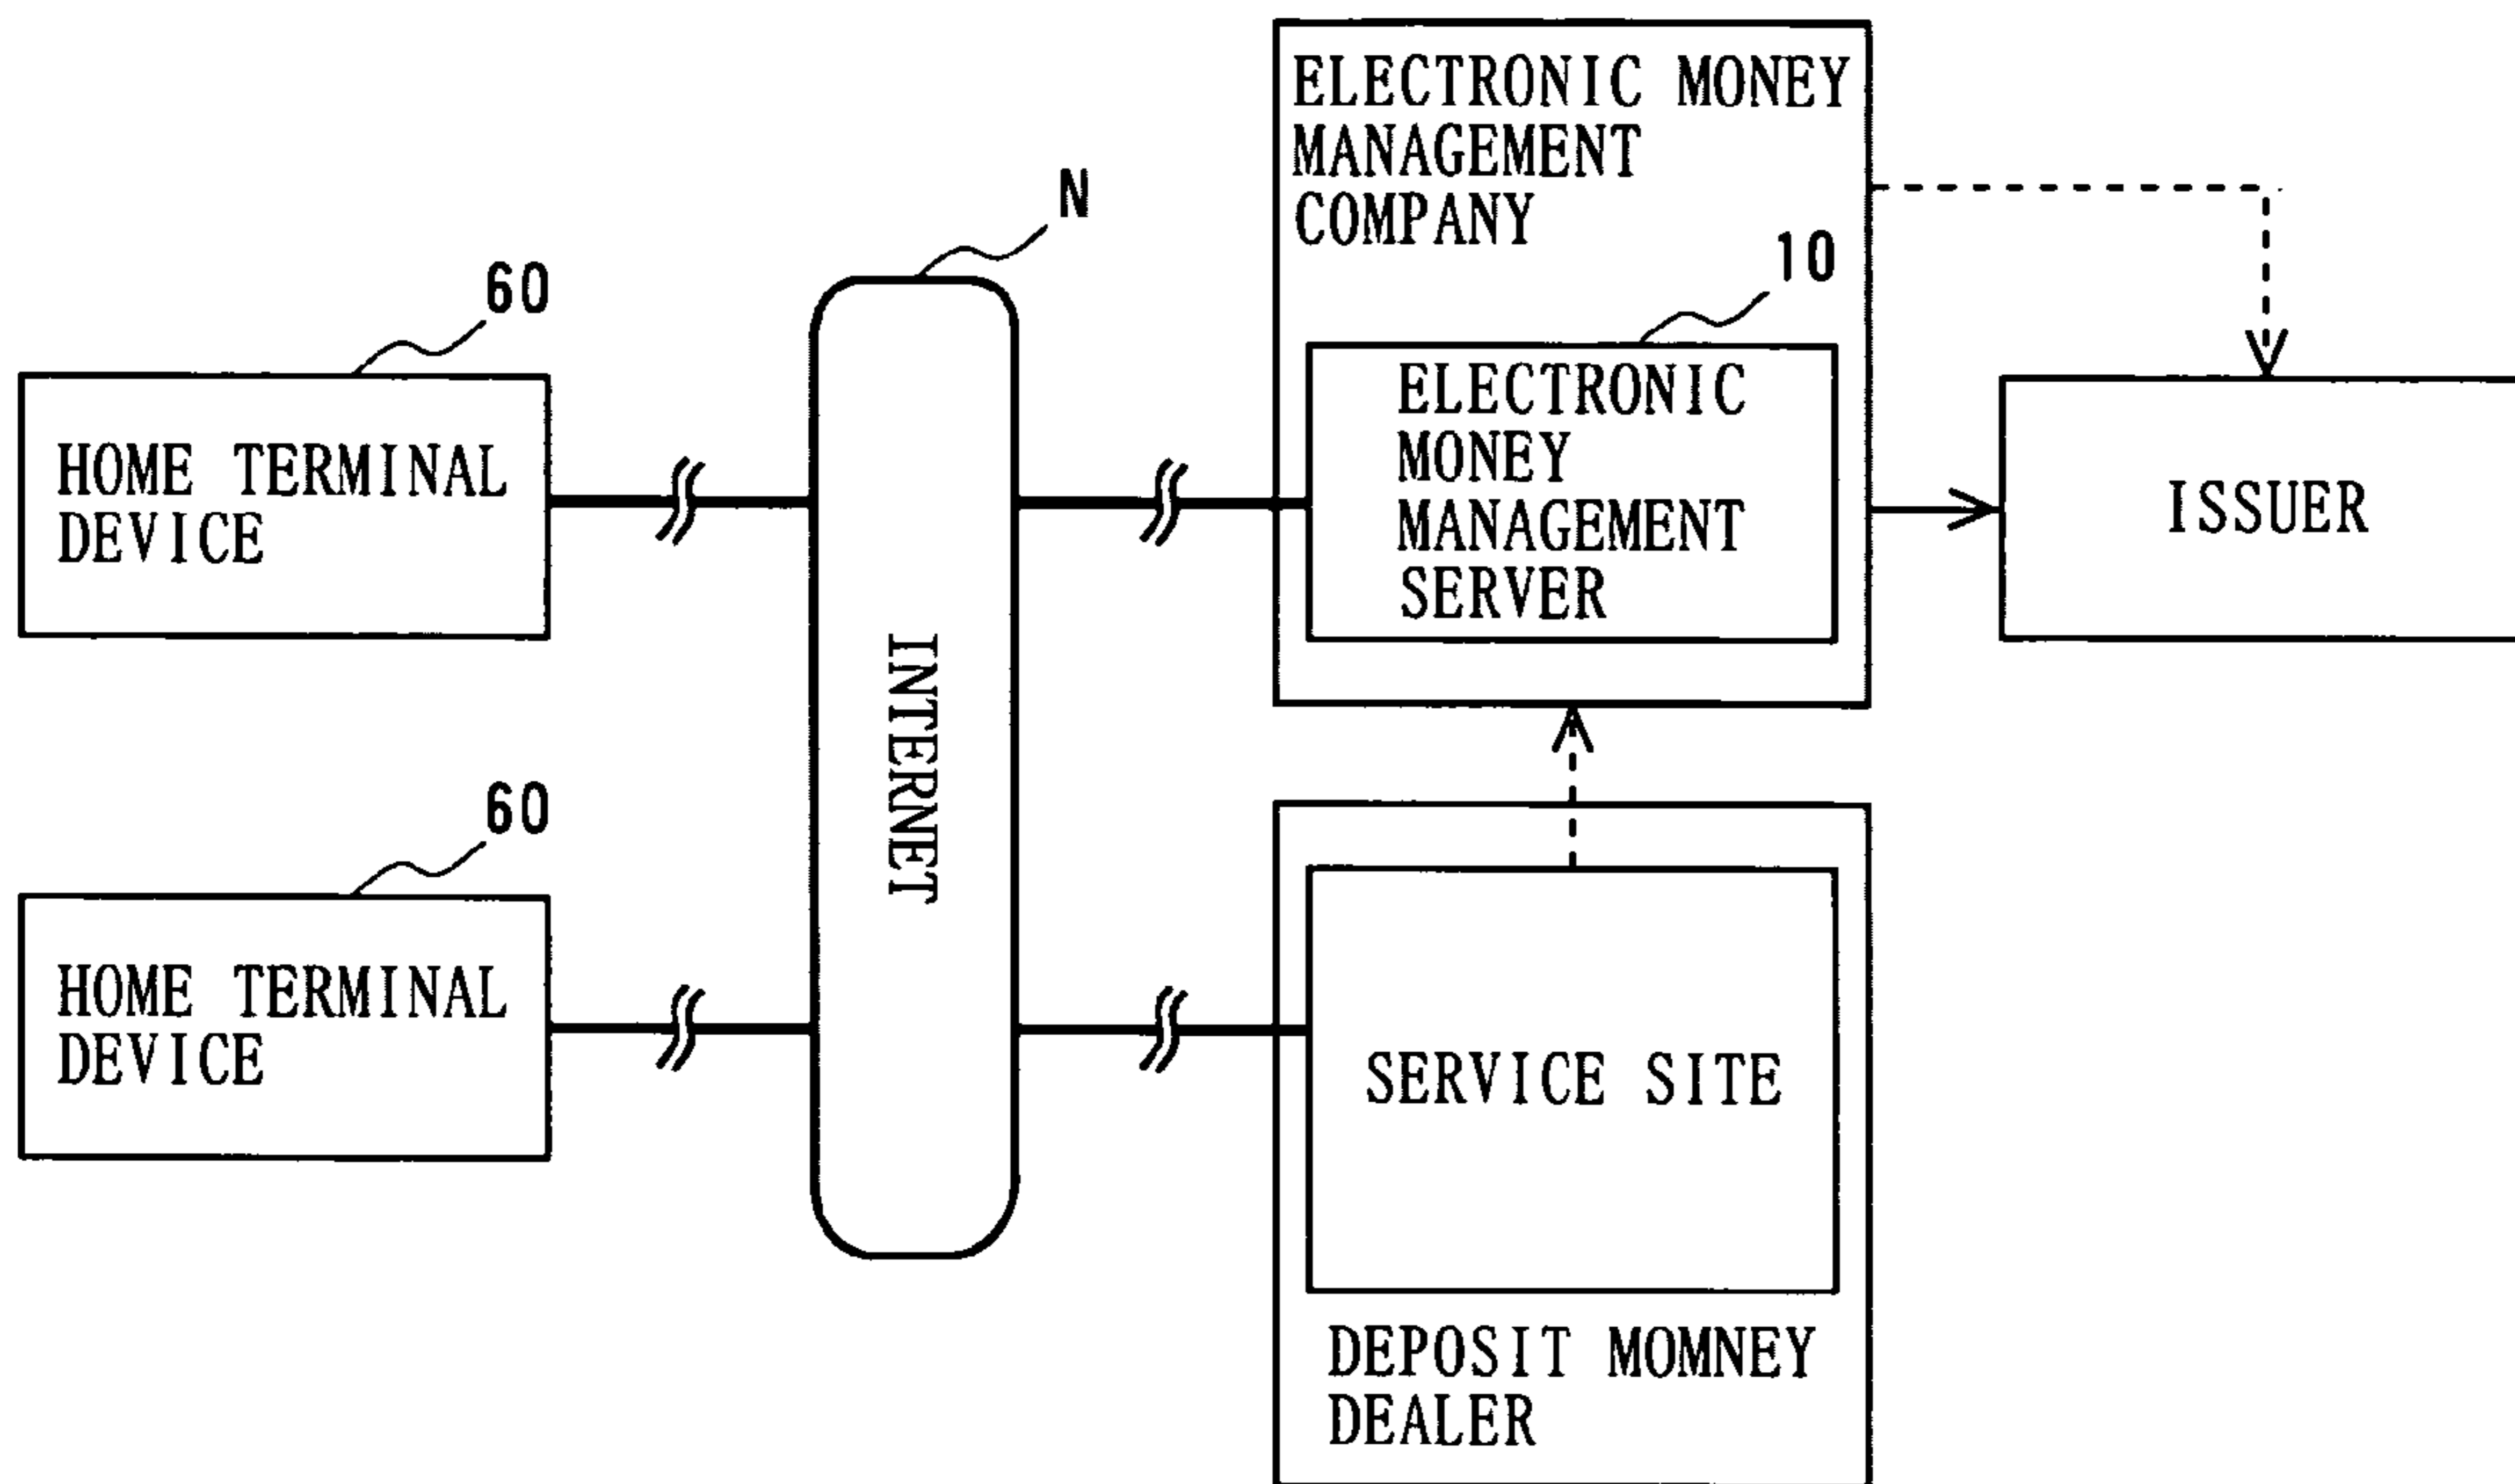 ELECTRONIC MONEY
MANAGEMENT
COMPANY
N
10
60
HOME TERMINAL
DEVICE
ELECTRONIC
MONEY
MANAGEMENT
SERVER
ISSUER
INTERNET
60
HOME TERMINAL
DEVICE
SERVICE SITE
DEPOSIT MOMNEY
DEALER